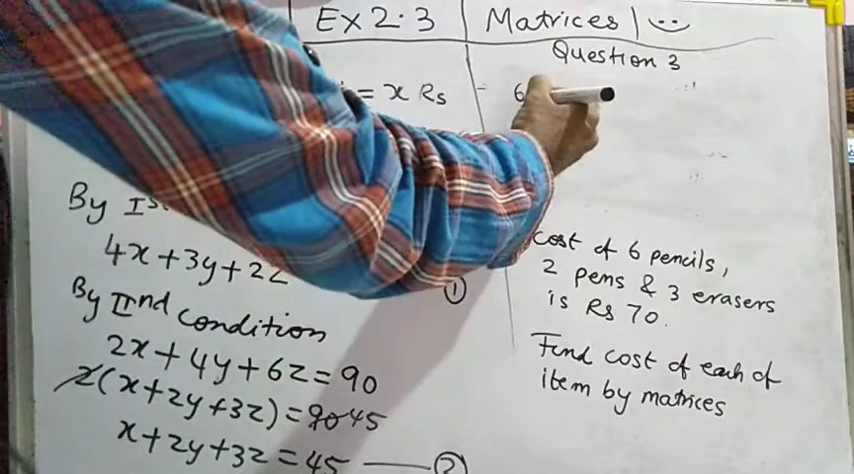 Ex 2.3
Matrices
Question 3
= x Rs
6
By Ist
4x+3y+2z
①
By IInd condition
2x+4y+6z=90
2(x+2y+3z)=90 45
x+2y+3z=45 ②
cost of 6 pencils,
2 pens & 3 erasers
is Rs 70.
Find cost of each of
item by matrices